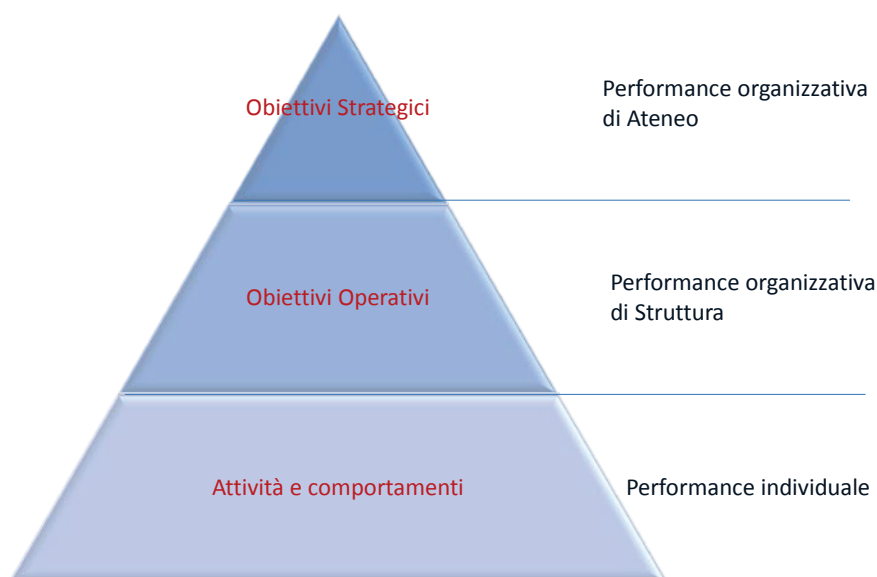 Obiettivi Strategici
Performance organizzativa
di Ateneo
Obiettivi Operativi
Performance organizzativa
di Struttura
Attività e comportamenti
Performance individuale